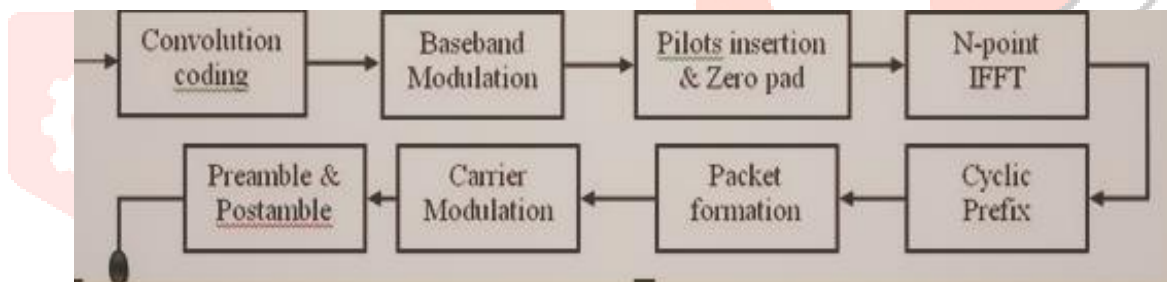 Convolution
coding
Baseband
Modulation
Pilots insertion
& Zero pad
N-point
IFFT
Cyclic
Prefix
Packet
formation
Carrier
Modulation
Preamble &
Postamble